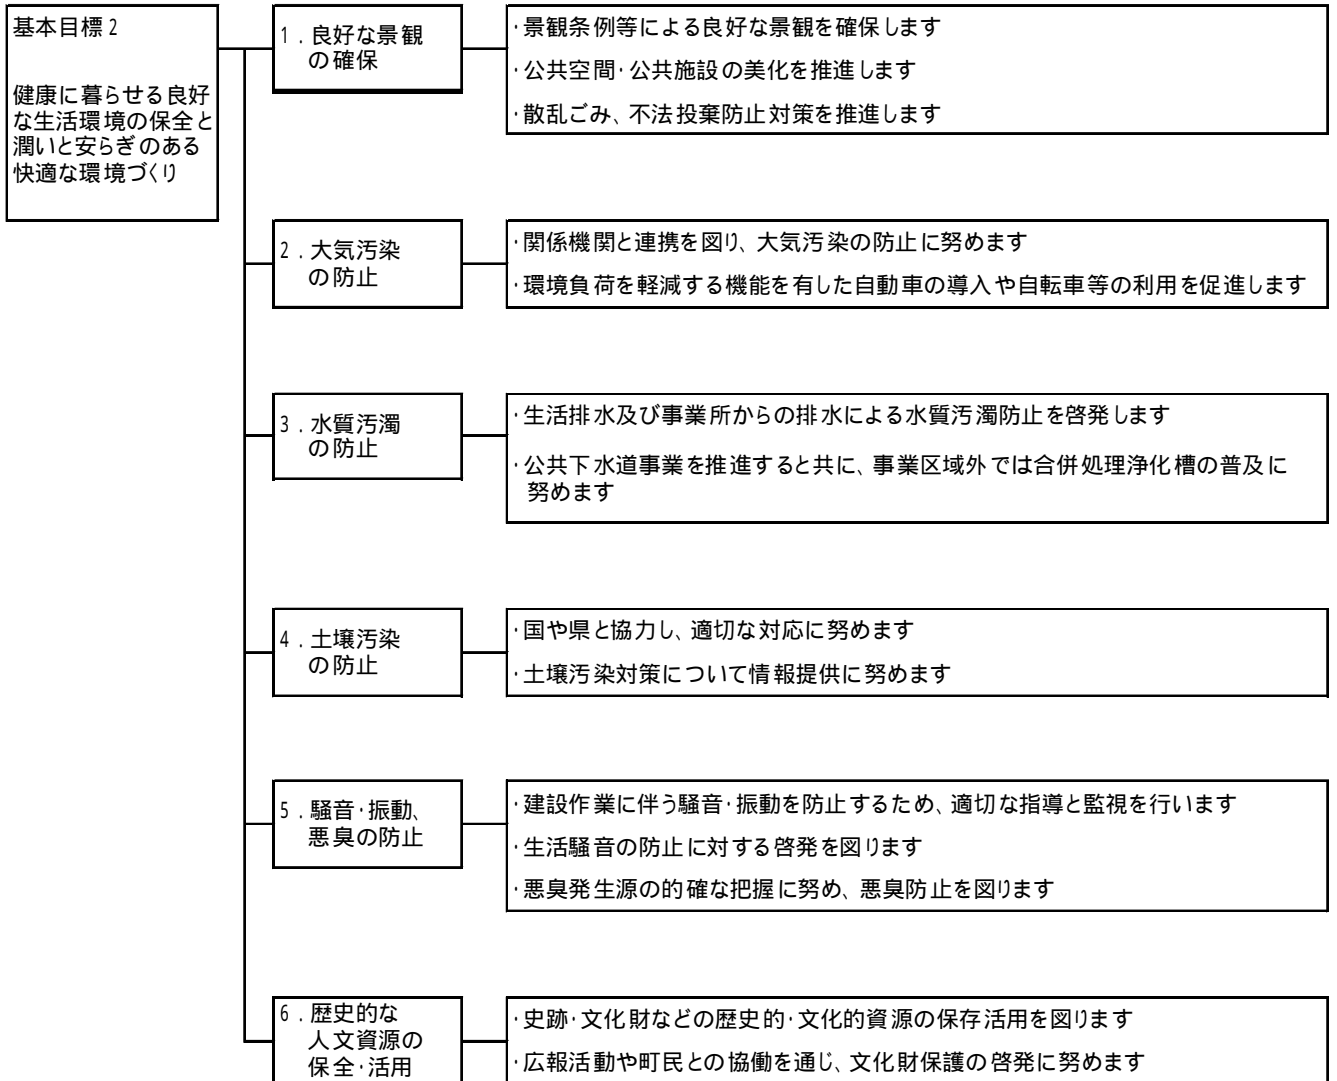 基本目標2
健康に暮らせる良好
な生活環境の保全と
潤いと安らぎのある
快適な環境づくり
1．良好な景観
の確保
・景観条例等による良好な景観を確保します
・公共空間・公共施設の美化を推進します
・散乱ごみ、不法投棄防止対策を推進します
2．大気汚染
の防止
・関係機関と連携を図り、大気汚染の防止に努めます
・環境負荷を軽減する機能を有した自動車の導入や自転車等の利用を促進します
3．水質汚濁
の防止
・生活排水及び事業所からの排水による水質汚濁防止を啓発します
・公共下水道事業を推進すると共に、事業区域外では合併処理浄化槽の普及に
努めます
4．土壌汚染
の防止
・国や県と協力し、適切な対応に努めます
・土壌汚染対策について情報提供に努めます
5．騒音・振動、
悪臭の防止
・建設作業に伴う騒音・振動を防止するため、適切な指導と監視を行います
・生活騒音の防止に対する啓発を図ります
・悪臭発生源の的確な把握に努め、悪臭防止を図ります
6．歴史的な
人文資源の
保全・活用
・史跡・文化財などの歴史的・文化的資源の保存活用を図ります
・広報活動や町民との協働を通じ、文化財保護の啓発に努めます